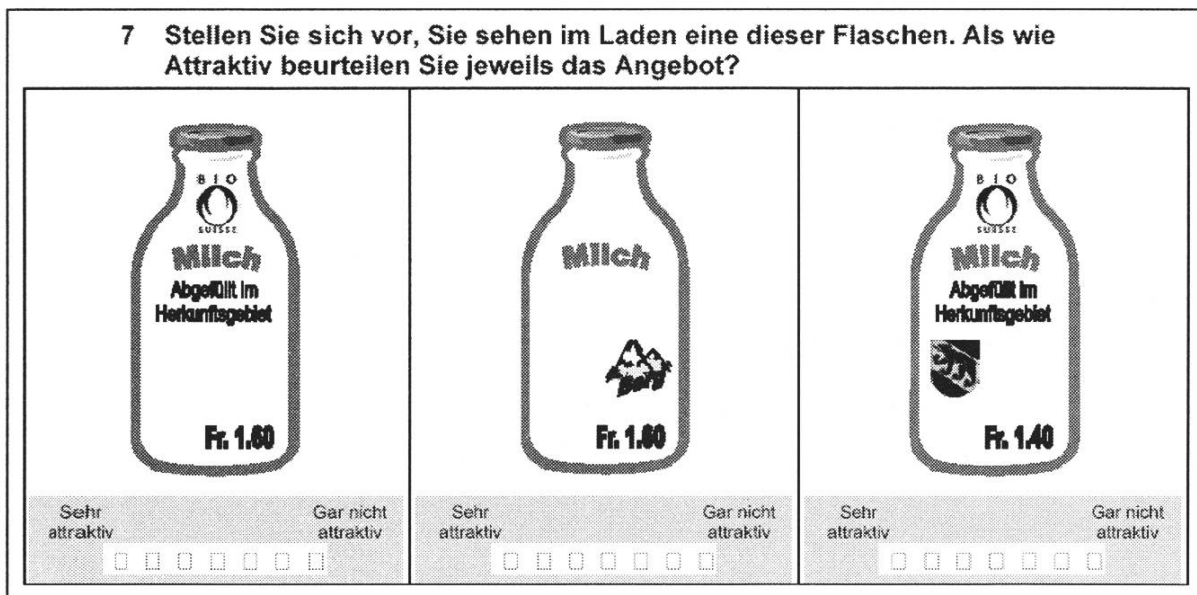 7 Stellen Sie sich vor, Sie sehen im Laden eine dieser Flaschen. Als wie
Attraktiv beurteilen Sie jeweils das Angebot?
BIO
SUISSE
Milch
Abgefüllt im
Herkunftsgebiet
Fr. 1.60
Sehr
attraktiv
Gar nicht
attraktiv
Milch
Berg
Fr.
Sehr
attraktiv
Gar nicht
attraktiv
BIO
SUISSE
Milch
Abgefüllt im
Herkunftsgebiet
Fr. 1.40
Sehr
attraktiv
Gar nicht
attraktiv